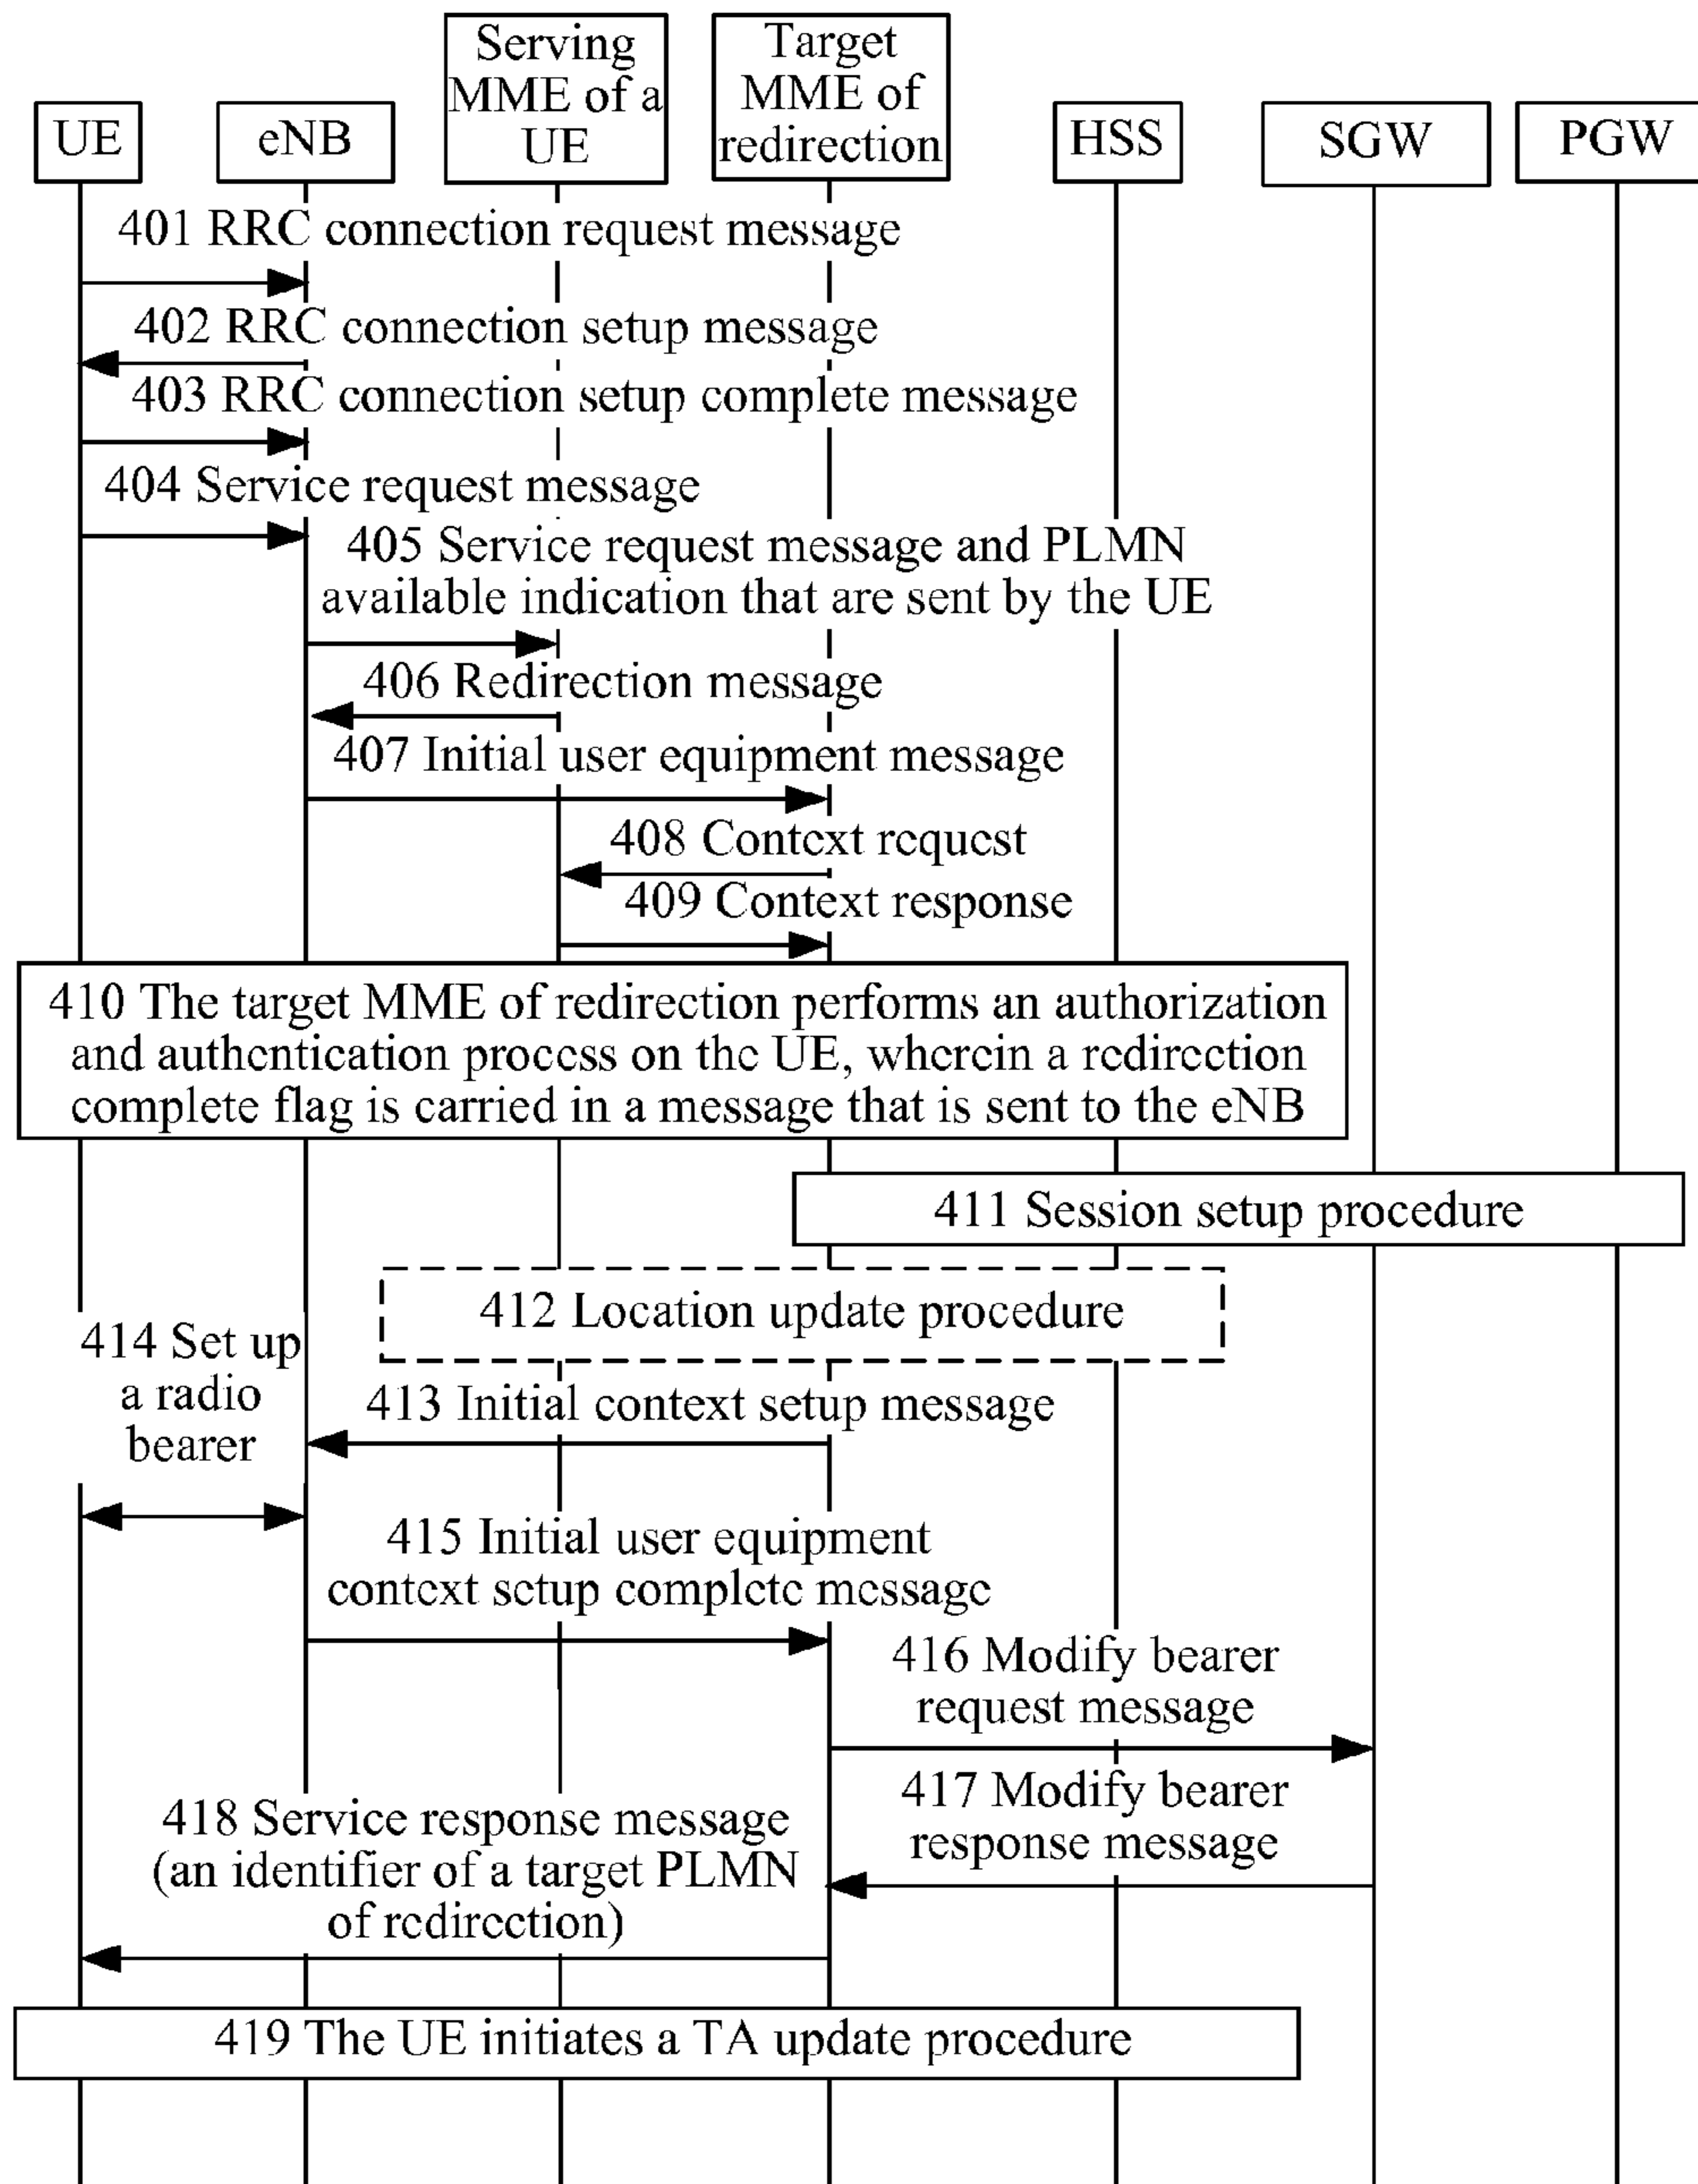 UE
eNB
Serving
MME of a
UE
Target
MME of
redirection
HSS
SGW
PGW
401 RRC connection request message
402 RRC connection setup message
403 RRC connection setup complete message
404 Service request message
405 Service request message and PLMN
available indication that are sent by the UE
406 Redirection message
407 Initial user equipment message
408 Context request
409 Context response
410 The target MME of redirection performs an authorization
and authentication process on the UE, wherein a redirection
complete flag is carried in a message that is sent to the eNB
411 Session setup procedure
412 Location update procedure
413 Initial context setup message
414 Set up
a radio
bearer
415 Initial user equipment
context setup complete message
416 Modify bearer
request message
417 Modify bearer
response message
418 Service response message
(an identifier of a target PLMN
of redirection)
419 The UE initiates a TA update procedure